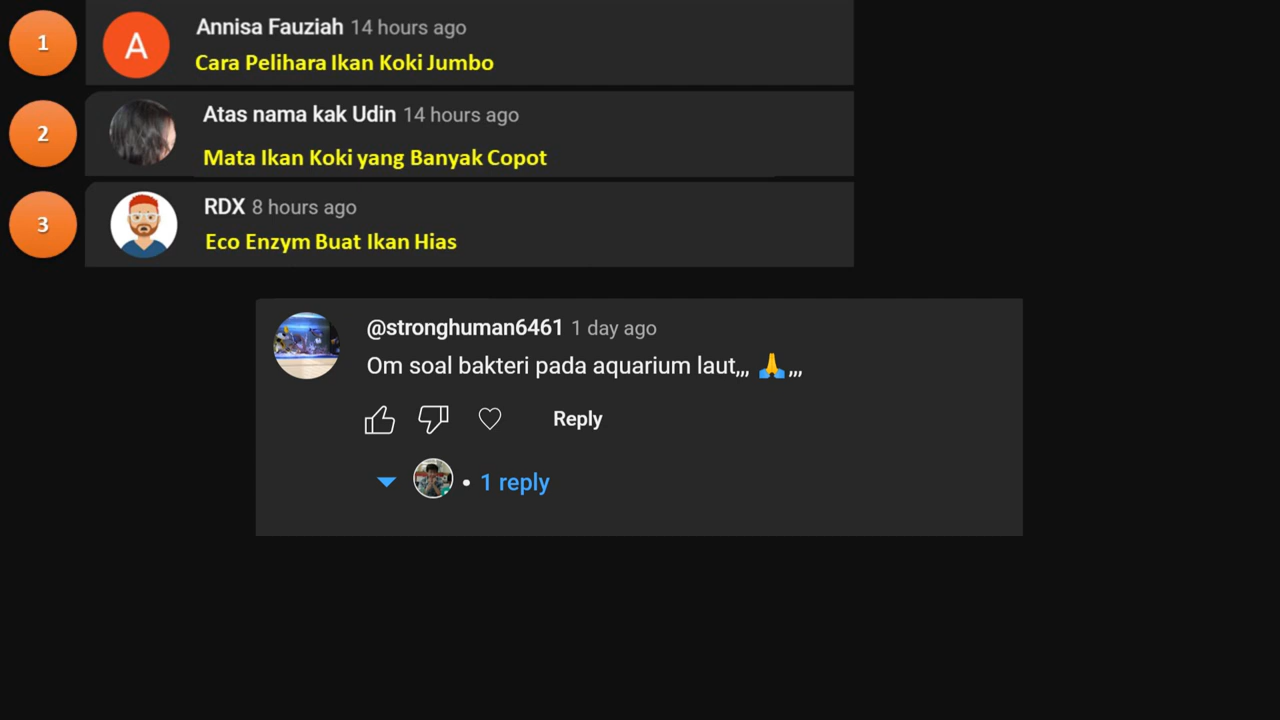 1
A
Annisa Fauziah 14 hours ago
Cara Pelihara Ikan Koki Jumbo
2
Atas nama kak Udin 14 hours ago
Mata Ikan Koki yang Banyak Copot
3
RDX 8 hours ago
Eco Enzym Buat Ikan Hias
@stronghuman6461 1 day ago
Om soal bakteri pada aquarium laut,,, 🙏,,,
Reply
• 1 reply